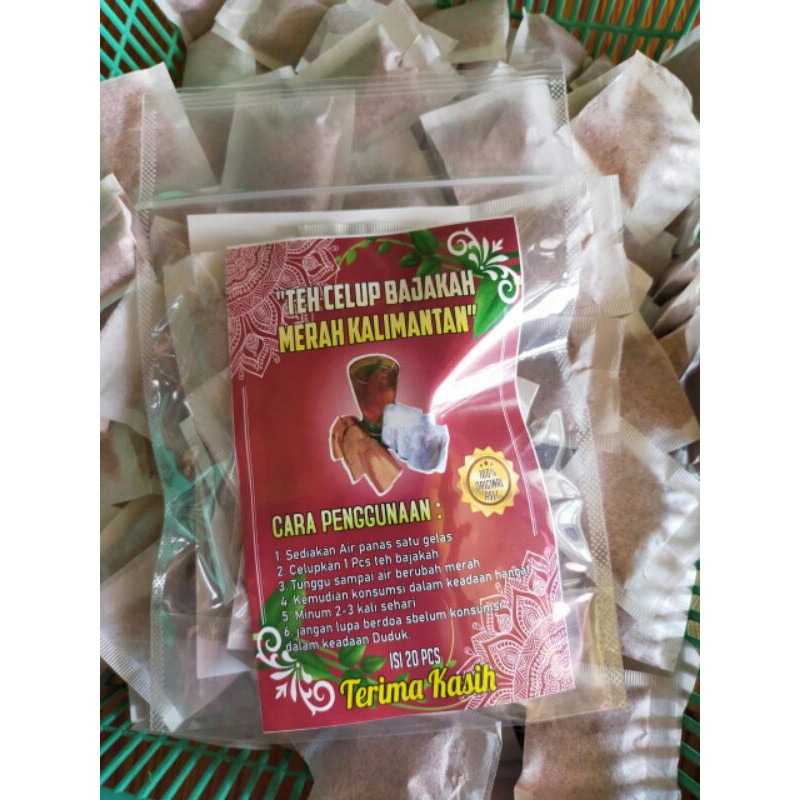 "TEH CELUP BAJAKAH
MERAH KALIMANTAN"
100%
ORIGINAL
ASLI
CARA PENGGUNAAN :
1. Sediakan Air panas satu gelas
2. Celupkan 1 Pcs teh bajakah
3. Tunggu sampai air berubah merah
4. Kemudian konsumsi dalam keadaan hangat
5. Minum 2-3 kali sehari
6. jangan lupa berdoa sbelum konsumsi
dalam keadaan Duduk.
ISI 20 PCS
Terima Kasih